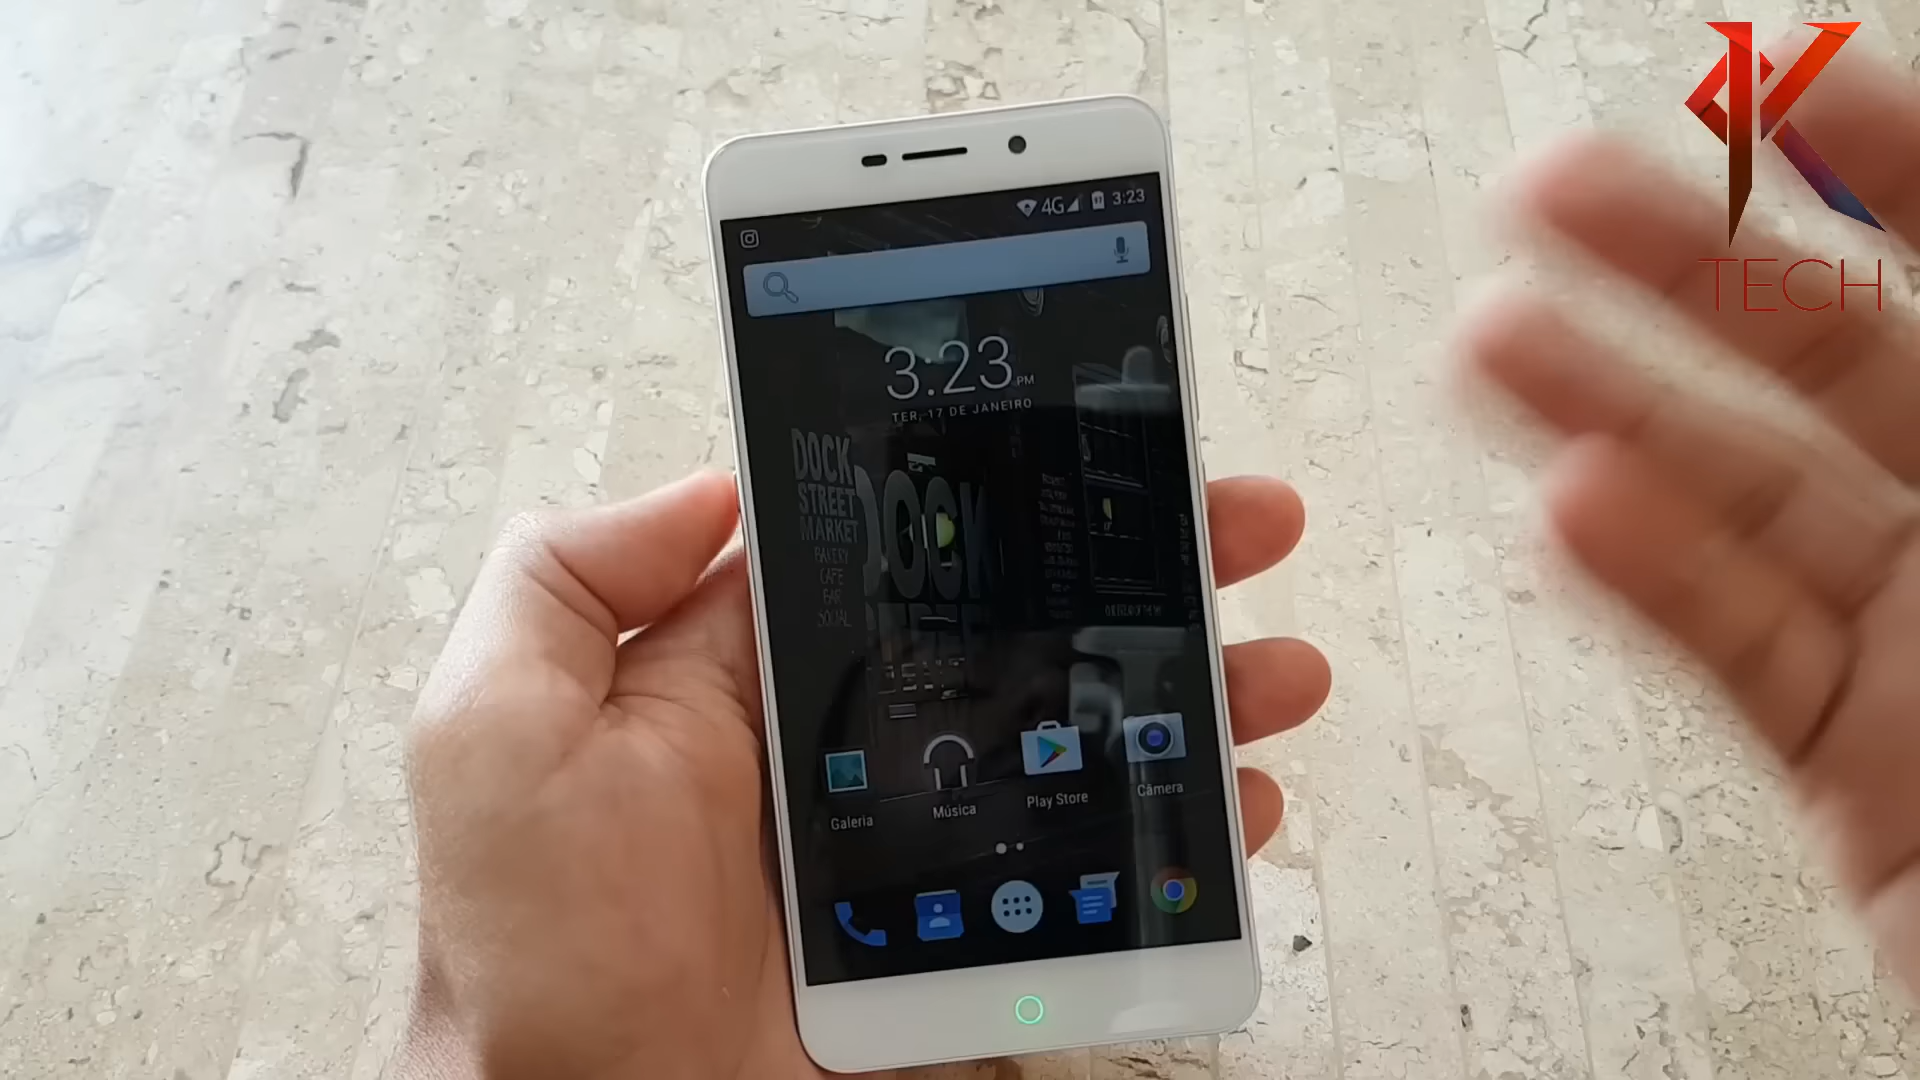 TECH
4G 3:23
3:23 PM
TER, 17 DE JANEIRO
DOCK
STREET
MARKET
BAKERY
CAFE
BAR
SOCIAL
DOCK
Galeria
Música
Play Store
Câmera